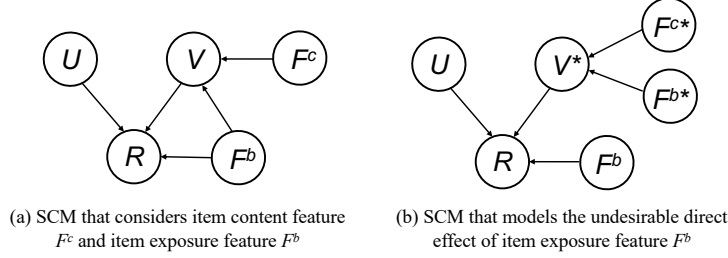 U
V
F^c
R
F^b
(a) SCM that considers item content feature
F^c and item exposure feature F^b
U
V*
F^c*
F^b*
R
F^b
(b) SCM that models the undesirable direct
effect of item exposure feature F^b